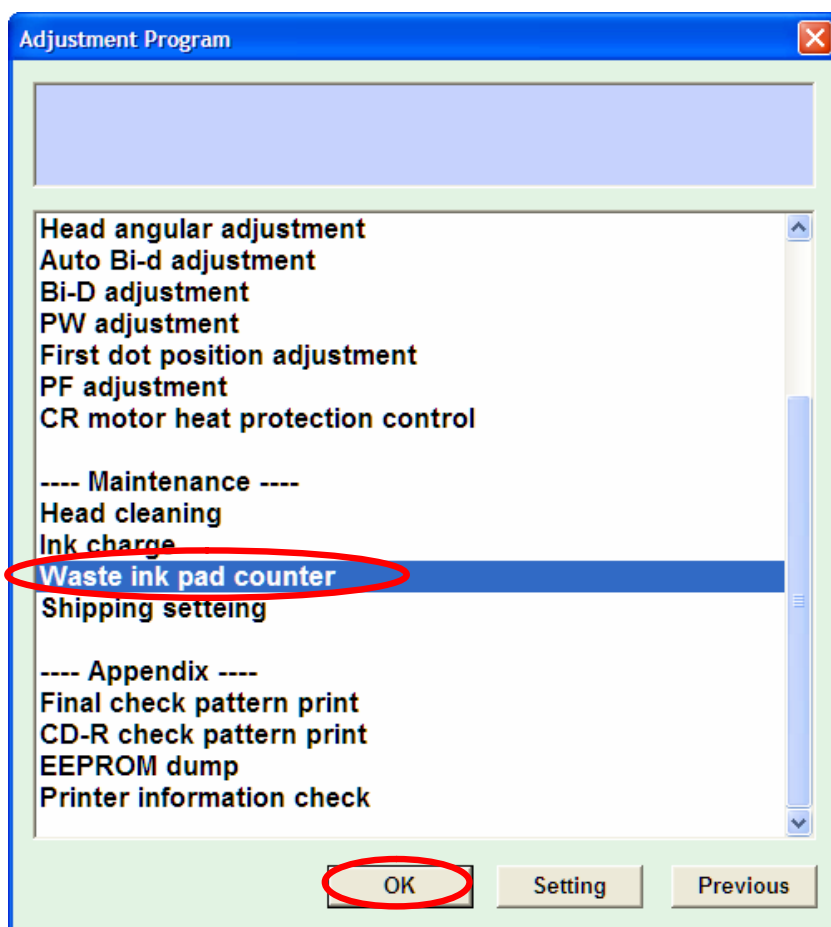 Adjustment Program
Head angular adjustment
Auto Bi-d adjustment
Bi-D adjustment
PW adjustment
First dot position adjustment
PF adjustment
CR motor heat protection control
---- Maintenance ----
Head cleaning
Ink charge
Waste ink pad counter
Shipping setteing
---- Appendix ----
Final check pattern print
CD-R check pattern print
EEPROM dump
Printer information check
OK Setting Previous